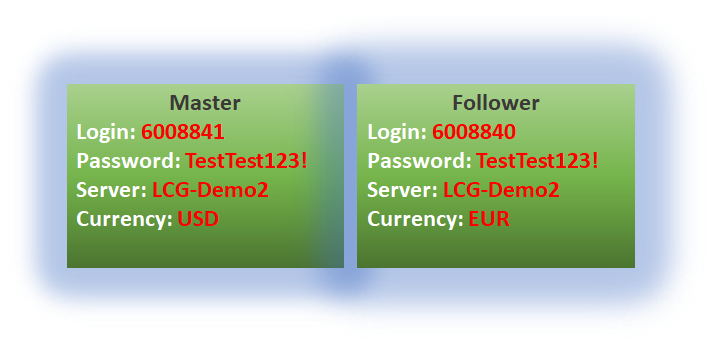 Master
Login: 6008841
Password: TestTest123!
Server: LCG-Demo2
Currency: USD
Follower
Login: 6008840
Password: TestTest123!
Server: LCG-Demo2
Currency: EUR